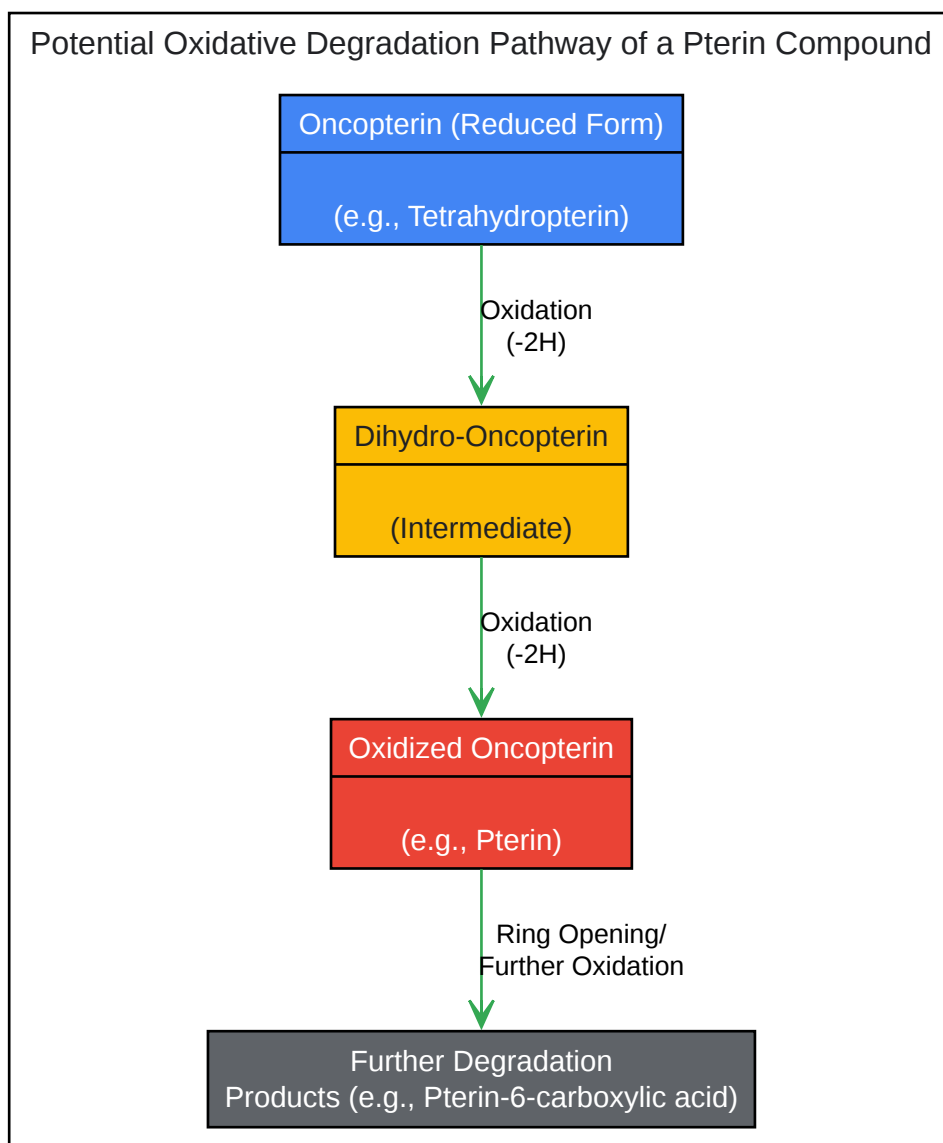 Potential Oxidative Degradation Pathway of a Pterin Compound
Oncopterin (Reduced Form)
(e.g., Tetrahydropterin)
Oxidation
(-2H)
Dihydro-Oncopterin
(Intermediate)
Oxidation
(-2H)
Oxidized Oncopterin
(e.g., Pterin)
Ring Opening/
Further Oxidation
Further Degradation
Products (e.g., Pterin-6-carboxylic acid)